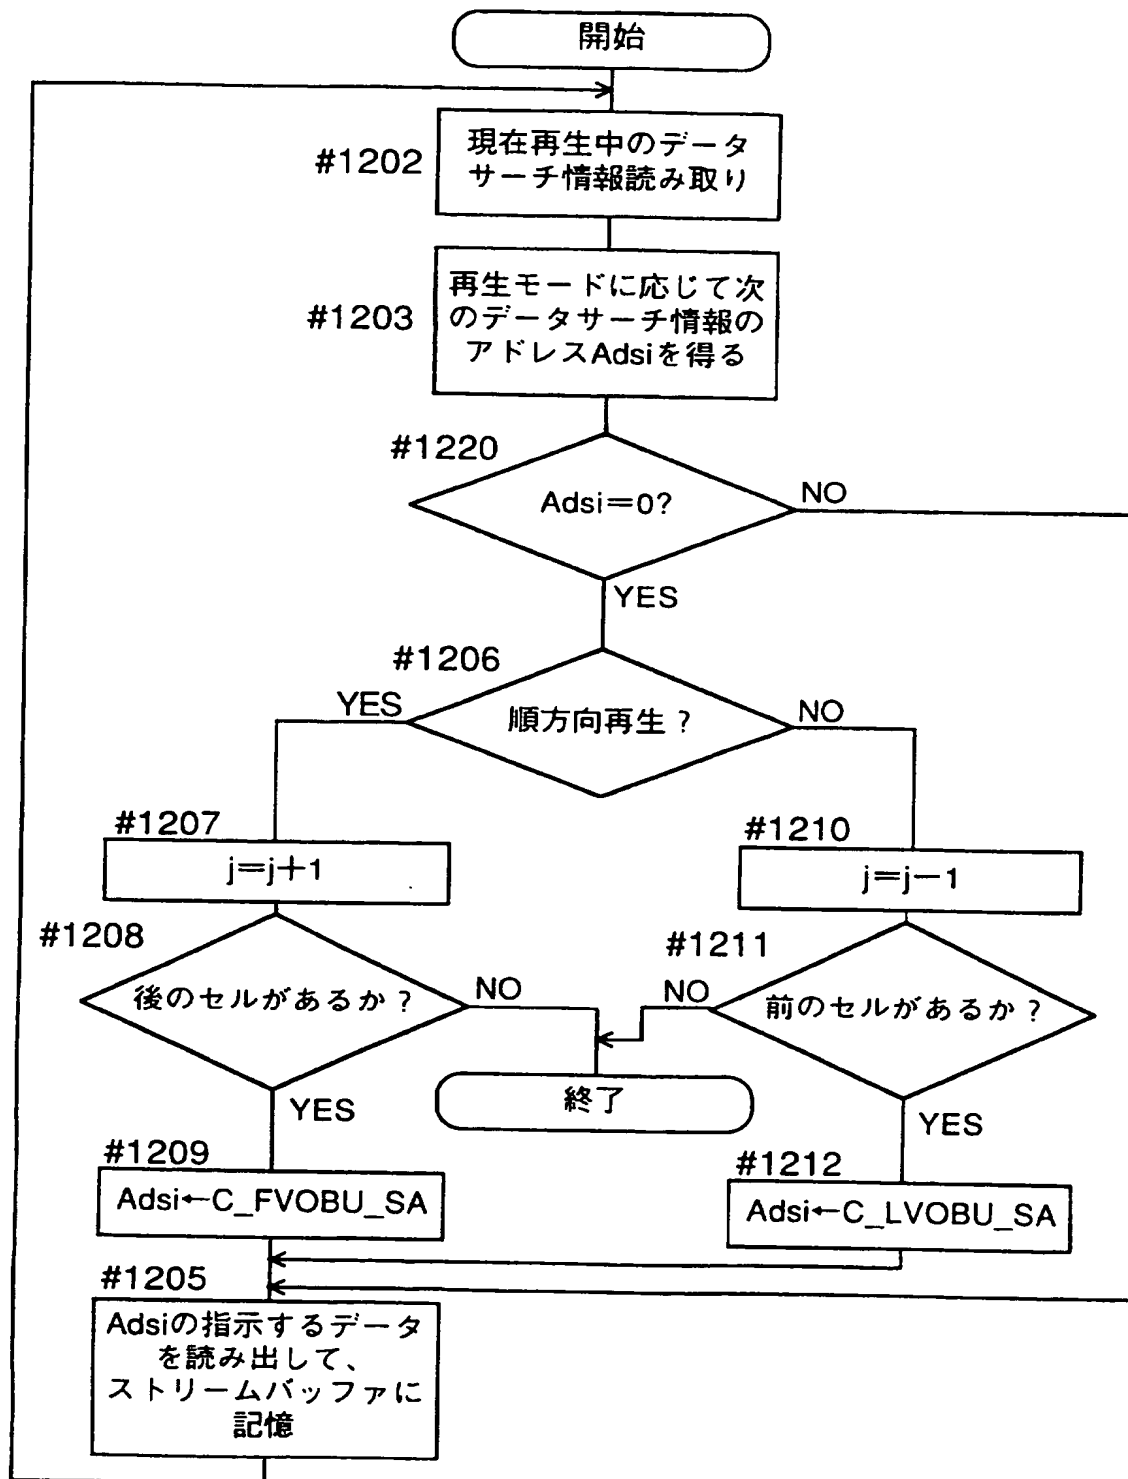 開始
#1202
現在再生中のデータ
サーチ情報読み取り
#1203
再生モードに応じて次
のデータサーチ情報の
アドレスAdsiを得る
#1220
Adsi=0?
NO
YES
#1206
順方向再生？
YES
NO
#1207
j=j+1
#1210
j=j−1
#1208
後のセルがあるか？
NO
#1211
前のセルがあるか？
NO
終了
YES
YES
#1209
Adsi←C_FVOBU_SA
#1212
Adsi←C_LVOBU_SA
#1205
Adsiの指示するデータ
を読み出して、
ストリームバッファに
記憶